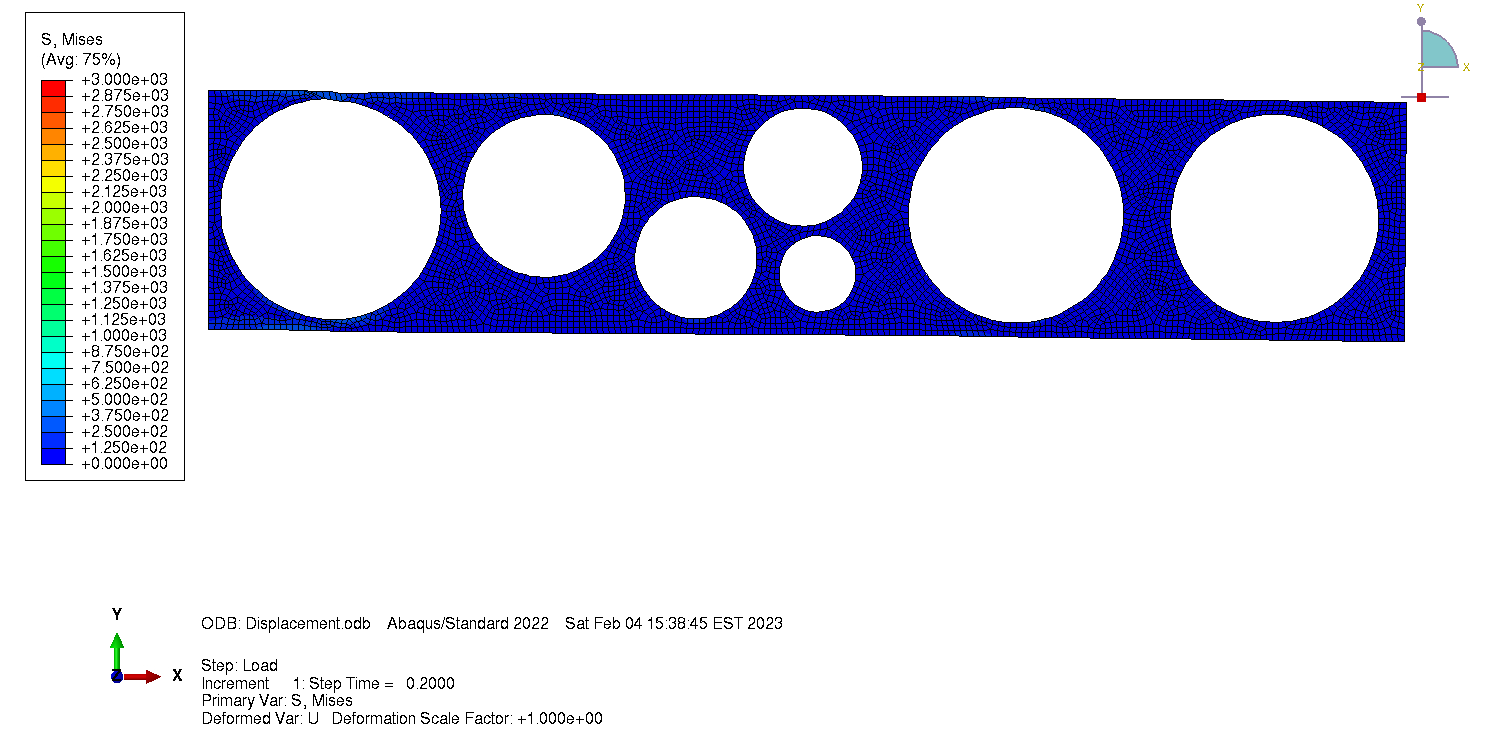 S, Mises
(Avg: 75%)
+3.000e+03
+2.875e+03
+2.750e+03
+2.625e+03
+2.500e+03
+2.375e+03
+2.250e+03
+2.125e+03
+2.000e+03
+1.875e+03
+1.750e+03
+1.625e+03
+1.500e+03
+1.375e+03
+1.250e+03
+1.125e+03
+1.000e+03
+8.750e+02
+7.500e+02
+6.250e+02
+5.000e+02
+3.750e+02
+2.500e+02
+1.250e+02
+0.000e+00
Y
Z X
Y
Z X
ODB: Displacement.odb Abaqus/Standard 2022 Sat Feb 04 15:38:45 EST 2023
Step: Load
Increment 1: Step Time = 0.2000
Primary Var: S, Mises
Deformed Var: U Deformation Scale Factor: +1.000e+00